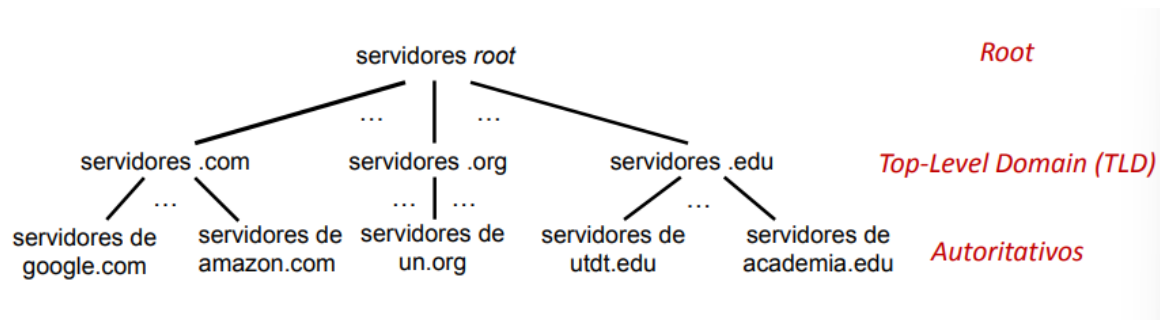 servidores root
Root
... ...
servidores .com
servidores .org
servidores .edu
Top-Level Domain (TLD)
... ... ... ...
servidores de
google.com
servidores de
amazon.com
servidores de
un.org
servidores de
utdt.edu
servidores de
academia.edu
Autoritativos